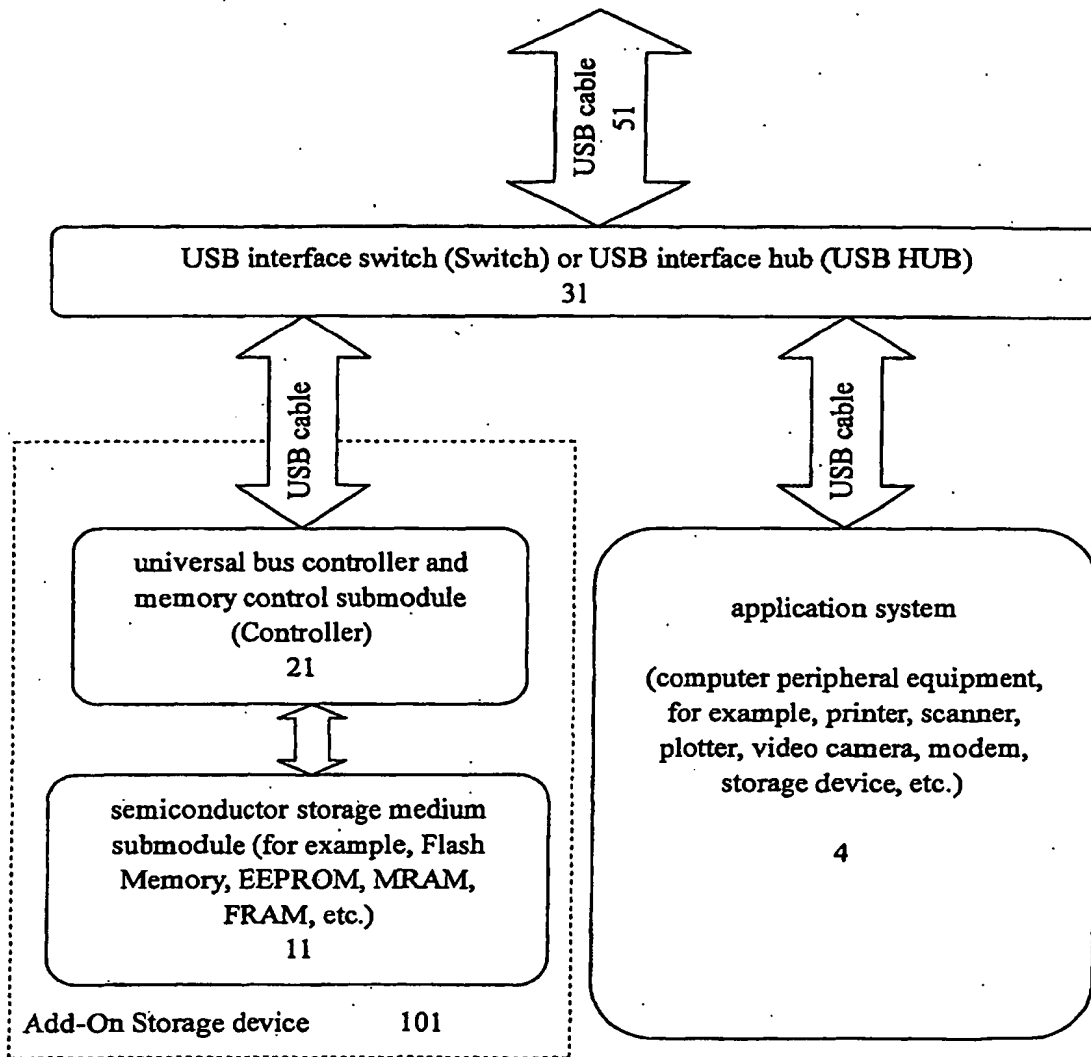 USB cable
51
USB interface switch (Switch) or USB interface hub (USB HUB)
31
USB cable
USB cable
universal bus controller and
memory control submodule
(Controller)
21
semiconductor storage medium
submodule (for example, Flash
Memory, EEPROM, MRAM,
FRAM, etc.)
11
Add-On Storage device 101
application system
(computer peripheral equipment,
for example, printer, scanner,
plotter, video camera, modem,
storage device, etc.)
4